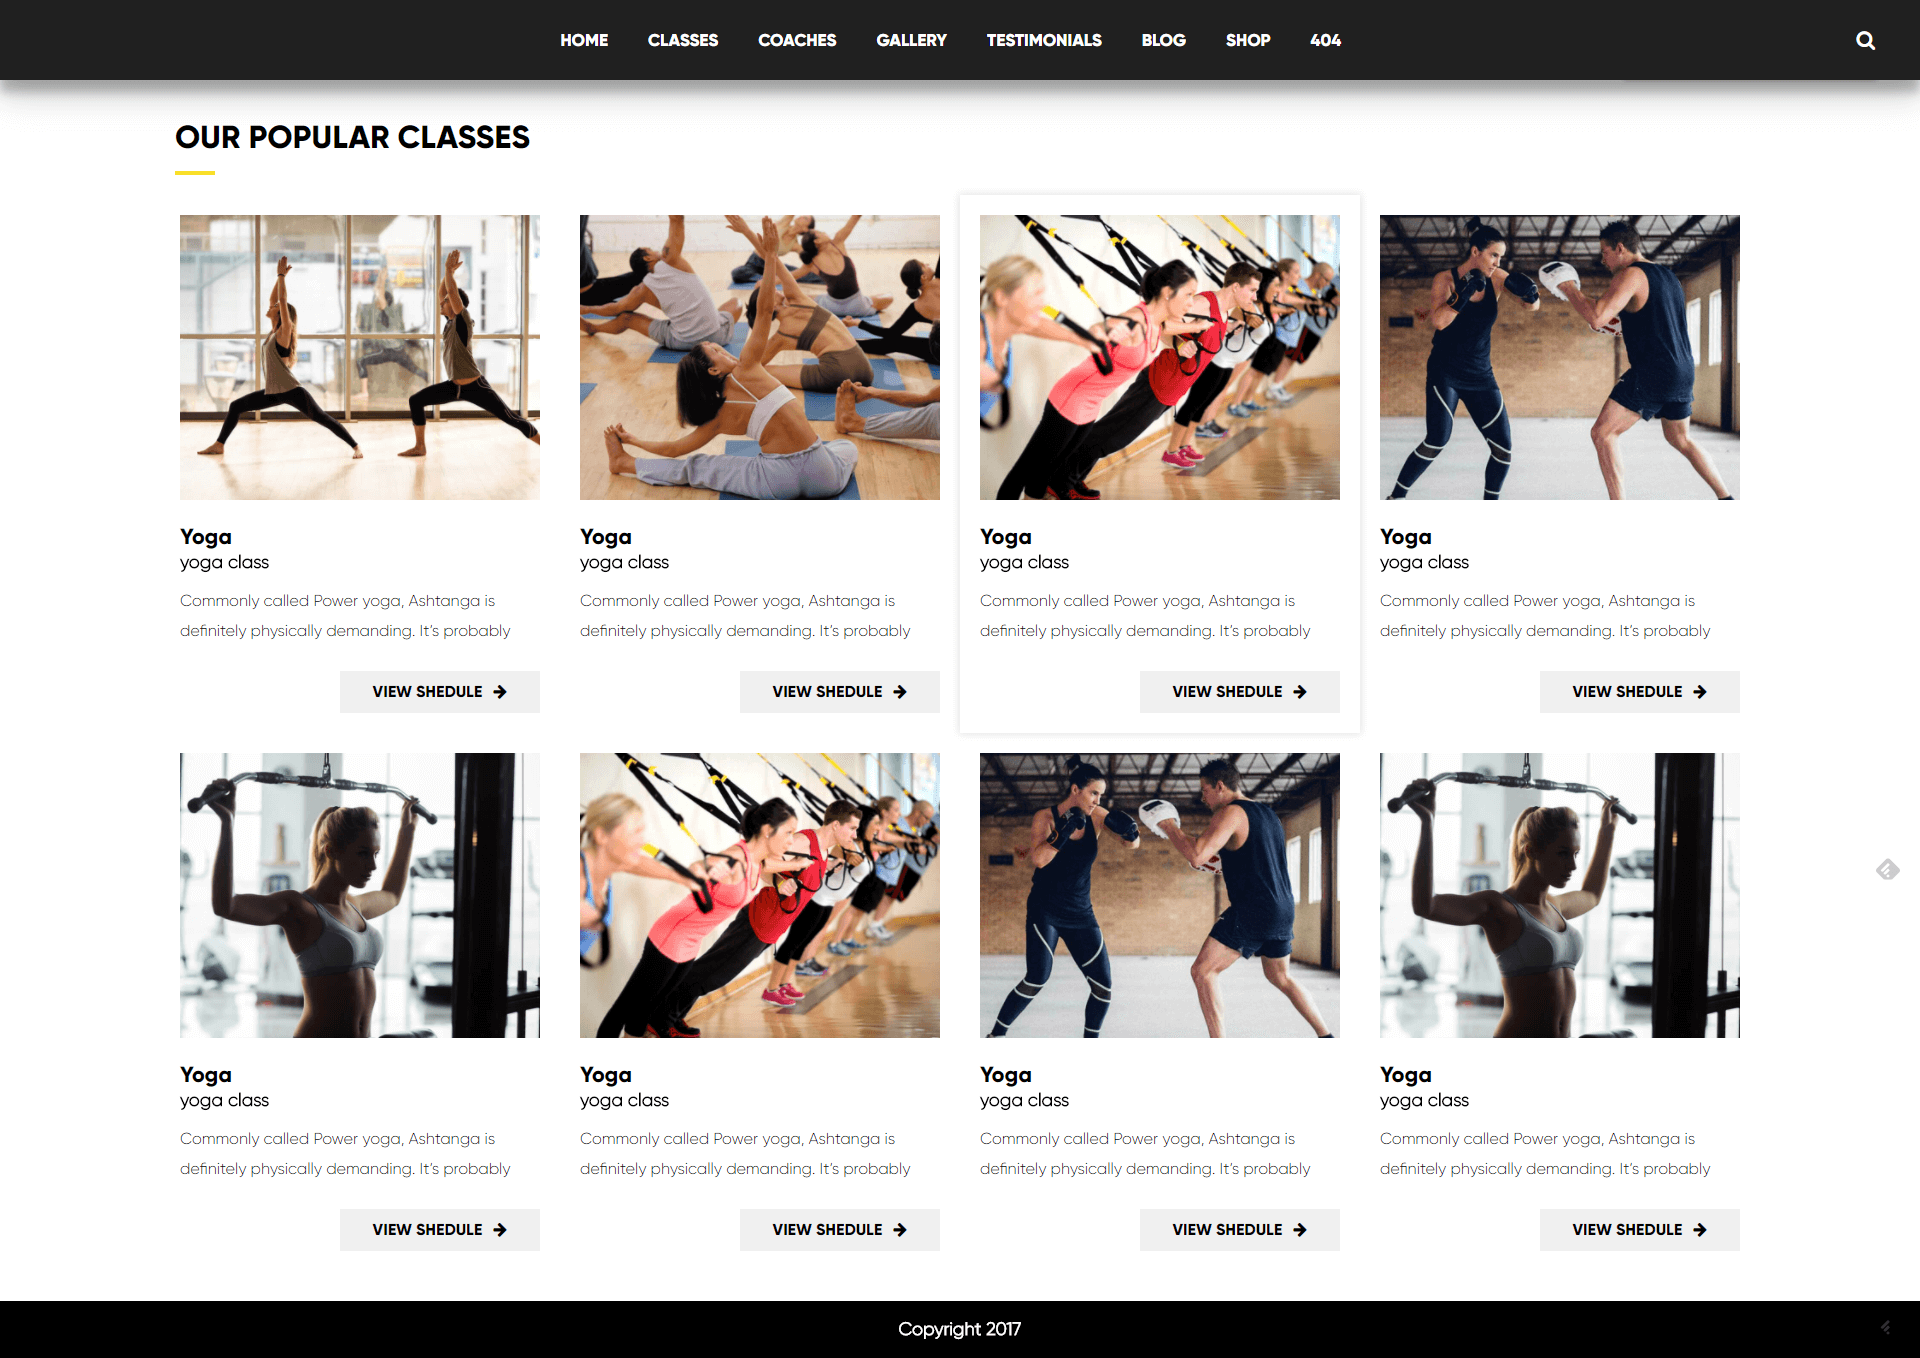 HOME CLASSES COACHES GALLERY TESTIMONIALS BLOG SHOP 404
OUR POPULAR CLASSES
Yoga
yoga class
Commonly called Power yoga, Ashtanga is
definitely physically demanding. It's probably
VIEW SHEDULE
Yoga
yoga class
Commonly called Power yoga, Ashtanga is
definitely physically demanding. It's probably
VIEW SHEDULE
Yoga
yoga class
Commonly called Power yoga, Ashtanga is
definitely physically demanding. It's probably
VIEW SHEDULE
Yoga
yoga class
Commonly called Power yoga, Ashtanga is
definitely physically demanding. It's probably
VIEW SHEDULE
Yoga
yoga class
Commonly called Power yoga, Ashtanga is
definitely physically demanding. It's probably
VIEW SHEDULE
Yoga
yoga class
Commonly called Power yoga, Ashtanga is
definitely physically demanding. It's probably
VIEW SHEDULE
Yoga
yoga class
Commonly called Power yoga, Ashtanga is
definitely physically demanding. It's probably
VIEW SHEDULE
Yoga
yoga class
Commonly called Power yoga, Ashtanga is
definitely physically demanding. It's probably
VIEW SHEDULE
Copyright 2017